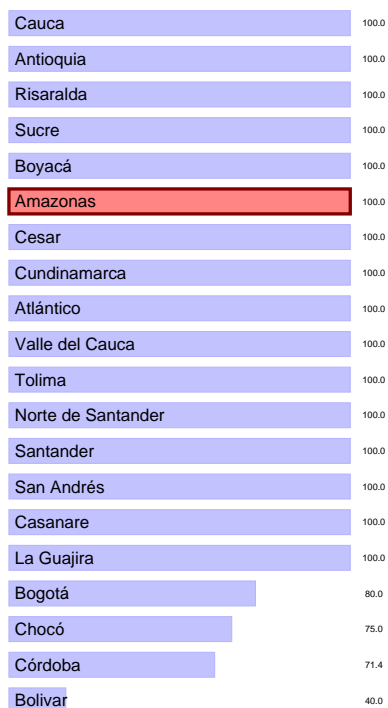 Cauca 100.0
Antioquia 100.0
Risaralda 100.0
Sucre 100.0
Boyacá 100.0
Amazonas 100.0
Cesar 100.0
Cundinamarca 100.0
Atlántico 100.0
Valle del Cauca 100.0
Tolima 100.0
Norte de Santander 100.0
Santander 100.0
San Andrés 100.0
Casanare 100.0
La Guajira 100.0
Bogotá 80.0
Chocó 75.0
Córdoba 71.4
Bolivar 40.0